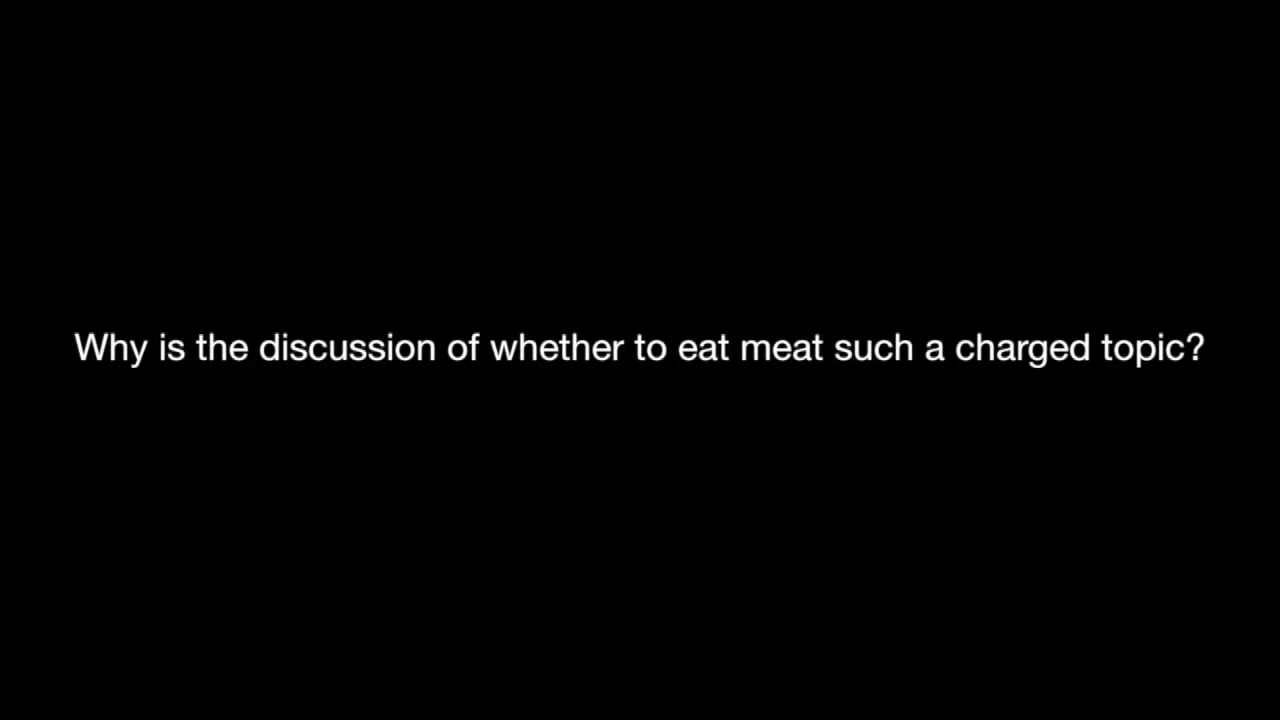 Why is the discussion of whether to eat meat such a charged topic?